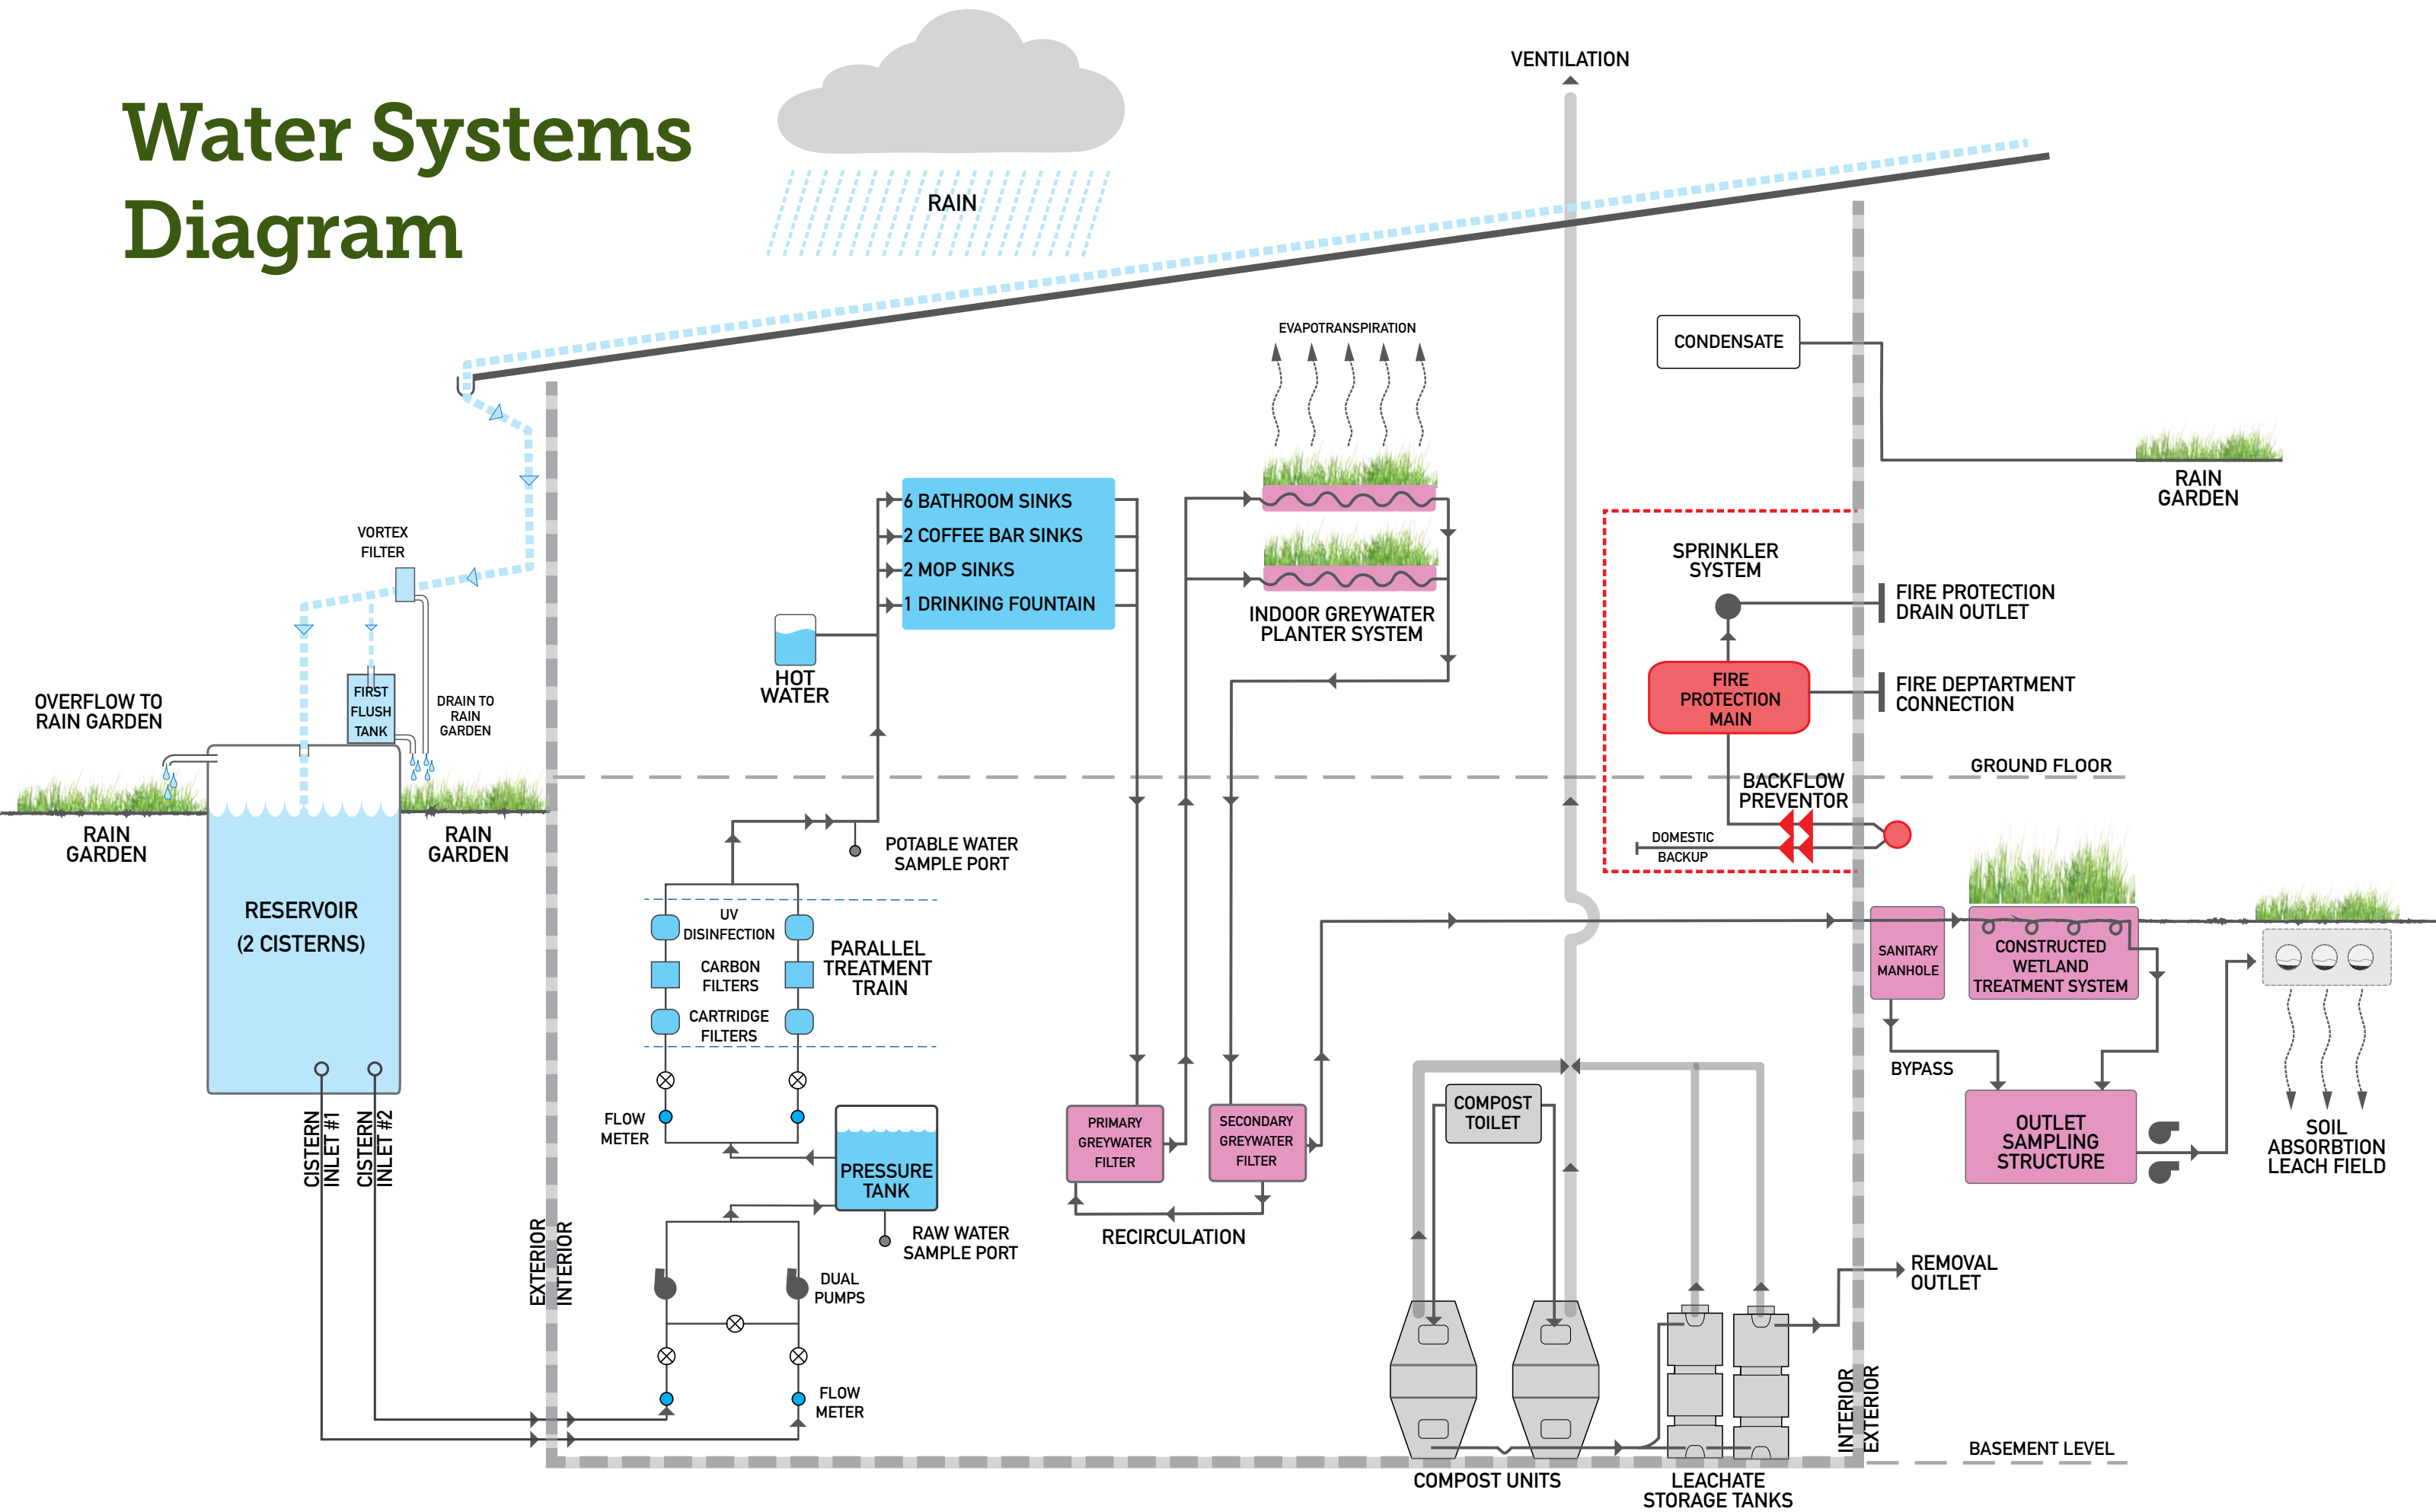 Water Systems
Diagram
RAIN
VENTILATION
EVAPOTRANSPIRATION
CONDENSATE
RAIN
GARDEN
VORTEX
FILTER
6 BATHROOM SINKS
2 COFFEE BAR SINKS
2 MOP SINKS
1 DRINKING FOUNTAIN
HOT
WATER
INDOOR GREYWATER
PLANTER SYSTEM
SPRINKLER
SYSTEM
FIRE PROTECTION
DRAIN OUTLET
FIRE
PROTECTION
MAIN
FIRE DEPTARTMENT
CONNECTION
OVERFLOW TO
RAIN GARDEN
FIRST
FLUSH
TANK
DRAIN TO
RAIN
GARDEN
GROUND FLOOR
BACKFLOW
PREVENTOR
DOMESTIC
BACKUP
RAIN
GARDEN
RAIN
GARDEN
RESERVOIR
(2 CISTERNS)
POTABLE WATER
SAMPLE PORT
UV
DISINFECTION
CARBON
FILTERS
CARTRIDGE
FILTERS
PARALLEL
TREATMENT
TRAIN
SANITARY
MANHOLE
CONSTRUCTED
WETLAND
TREATMENT SYSTEM
BYPASS
OUTLET
SAMPLING
STRUCTURE
SOIL
ABSORBTION
LEACH FIELD
CISTERN
INLET #1
CISTERN
INLET #2
FLOW
METER
PRESSURE
TANK
RAW WATER
SAMPLE PORT
PRIMARY
GREYWATER
FILTER
SECONDARY
GREYWATER
FILTER
RECIRCULATION
COMPOST
TOILET
EXTERIOR
INTERIOR
DUAL
PUMPS
FLOW
METER
REMOVAL
OUTLET
INTERIOR
EXTERIOR
BASEMENT LEVEL
COMPOST UNITS
LEACHATE
STORAGE TANKS